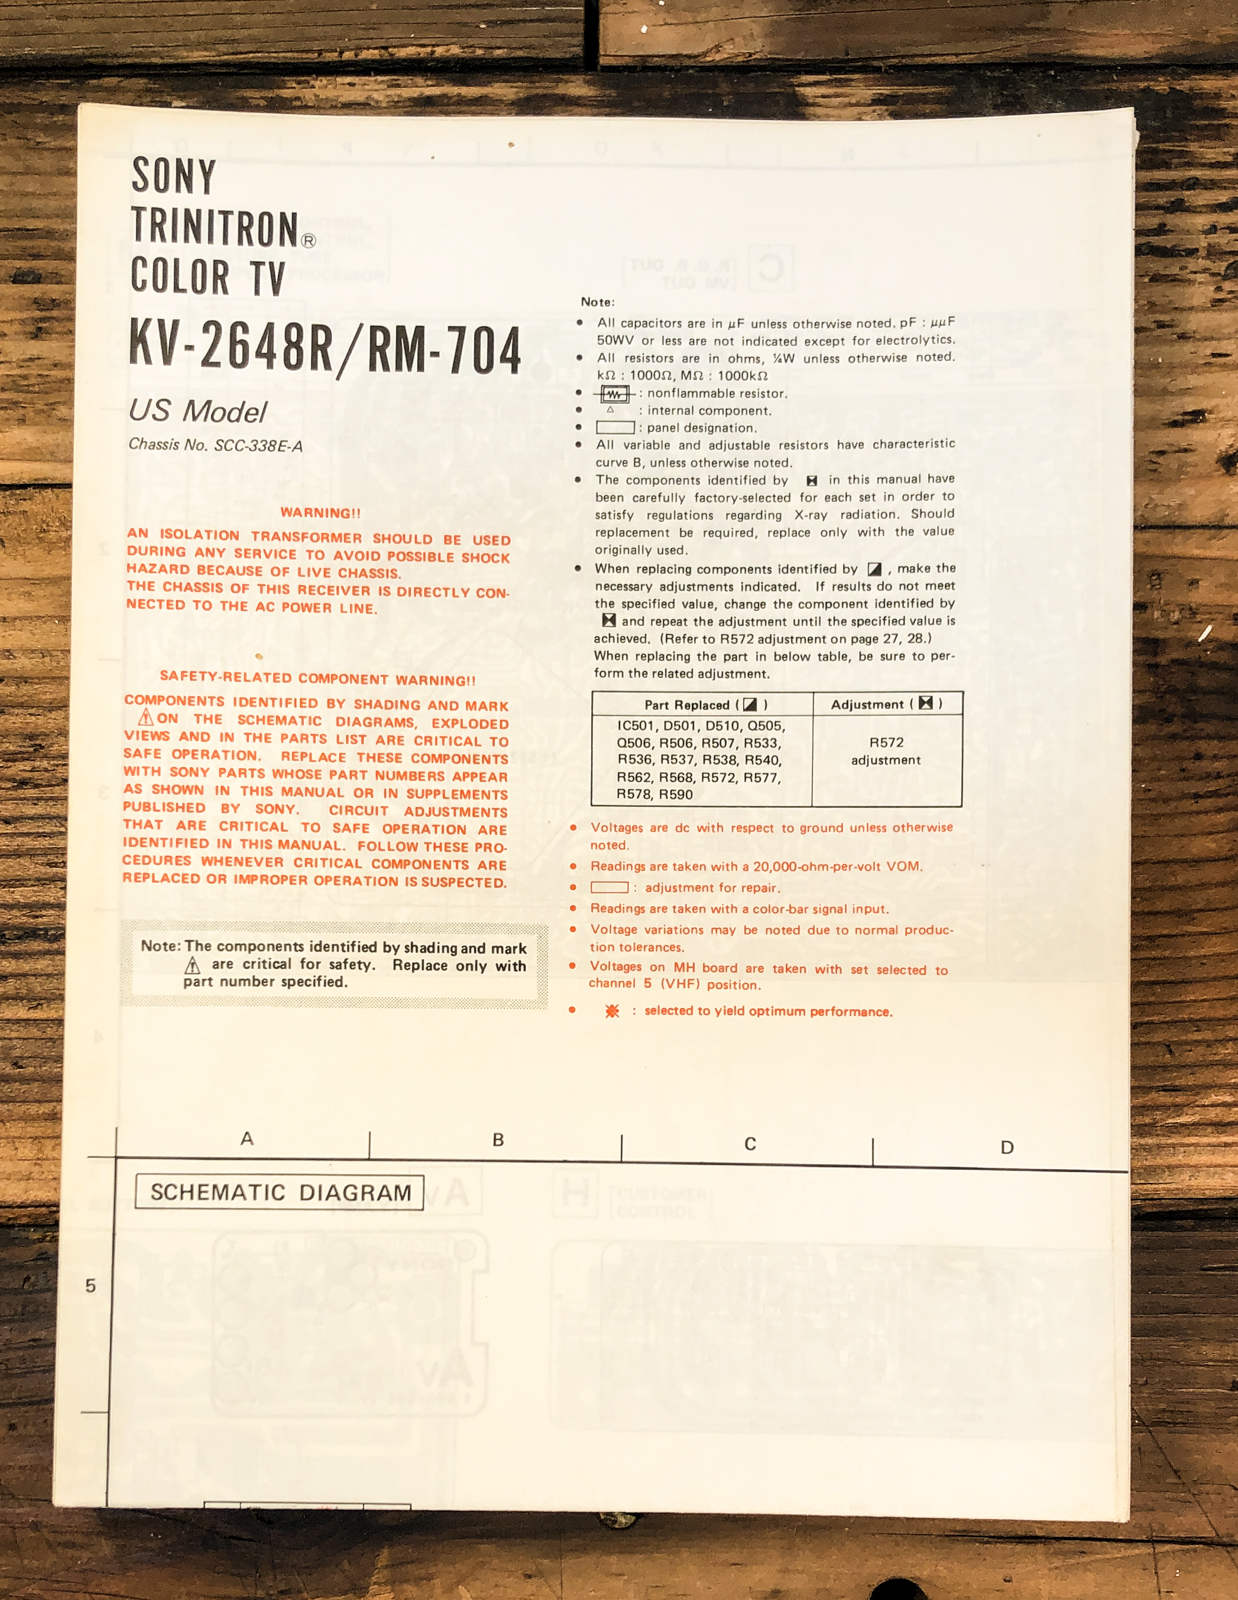 SONY
TRINITRON®
COLOR TV
KV-2648R/RM-704
US Model
Chassis No. SCC-338E-A
WARNING!!
AN ISOLATION TRANSFORMER SHOULD BE USED
DURING ANY SERVICE TO AVOID POSSIBLE SHOCK
HAZARD BECAUSE OF LIVE CHASSIS.
THE CHASSIS OF THIS RECEIVER IS DIRECTLY CON-
NECTED TO THE AC POWER LINE.
SAFETY-RELATED COMPONENT WARNING!!
COMPONENTS IDENTIFIED BY SHADING AND MARK
⚠ ON THE SCHEMATIC DIAGRAMS, EXPLODED
VIEWS AND IN THE PARTS LIST ARE CRITICAL TO
SAFE OPERATION. REPLACE THESE COMPONENTS
WITH SONY PARTS WHOSE PART NUMBERS APPEAR
AS SHOWN IN THIS MANUAL OR IN SUPPLEMENTS
PUBLISHED BY SONY. CIRCUIT ADJUSTMENTS
THAT ARE CRITICAL TO SAFE OPERATION ARE
IDENTIFIED IN THIS MANUAL. FOLLOW THESE PRO-
CEDURES WHENEVER CRITICAL COMPONENTS ARE
REPLACED OR IMPROPER OPERATION IS SUSPECTED.
Note: The components identified by shading and mark
⚠ are critical for safety. Replace only with
part number specified.
Note:
• All capacitors are in μF unless otherwise noted. pF : μμF
50WV or less are not indicated except for electrolytics.
• All resistors are in ohms, ¼W unless otherwise noted.
kΩ : 1000Ω, MΩ : 1000kΩ
• : nonflammable resistor.
• △ : internal component.
• : panel designation.
• All variable and adjustable resistors have characteristic
curve B, unless otherwise noted.
• The components identified by in this manual have
been carefully factory-selected for each set in order to
satisfy regulations regarding X-ray radiation. Should
replacement be required, replace only with the value
originally used.
• When replacing components identified by , make the
necessary adjustments indicated. If results do not meet
the specified value, change the component identified by
and repeat the adjustment until the specified value is
achieved. (Refer to R572 adjustment on page 27, 28.)
When replacing the part in below table, be sure to per-
form the related adjustment.
Part Replaced ( ) Adjustment ( )
IC501, D501, D510, Q505,
Q506, R506, R507, R533,
R536, R537, R538, R540,
R562, R568, R572, R577,
R578, R590
R572
adjustment
• Voltages are dc with respect to ground unless otherwise
noted.
• Readings are taken with a 20,000-ohm-per-volt VOM.
• : adjustment for repair.
• Readings are taken with a color-bar signal input.
• Voltage variations may be noted due to normal produc-
tion tolerances.
• Voltages on MH board are taken with set selected to
channel 5 (VHF) position.
• : selected to yield optimum performance.
A B C D
SCHEMATIC DIAGRAM
5